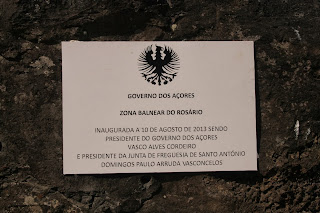 GOVERNO DOS AÇORES
ZONA BALNEAR DO ROSÁRIO
INAUGURADA A 10 DE AGOSTO DE 2013 SENDO
PRESIDENTE DO GOVERNO DOS AÇORES
VASCO ALVES CORDEIRO
E PRESIDENTE DA JUNTA DE FREGUESIA DE SANTO ANTÓNIO
DOMINGOS PAULO ARRUDA VASCONCELOS